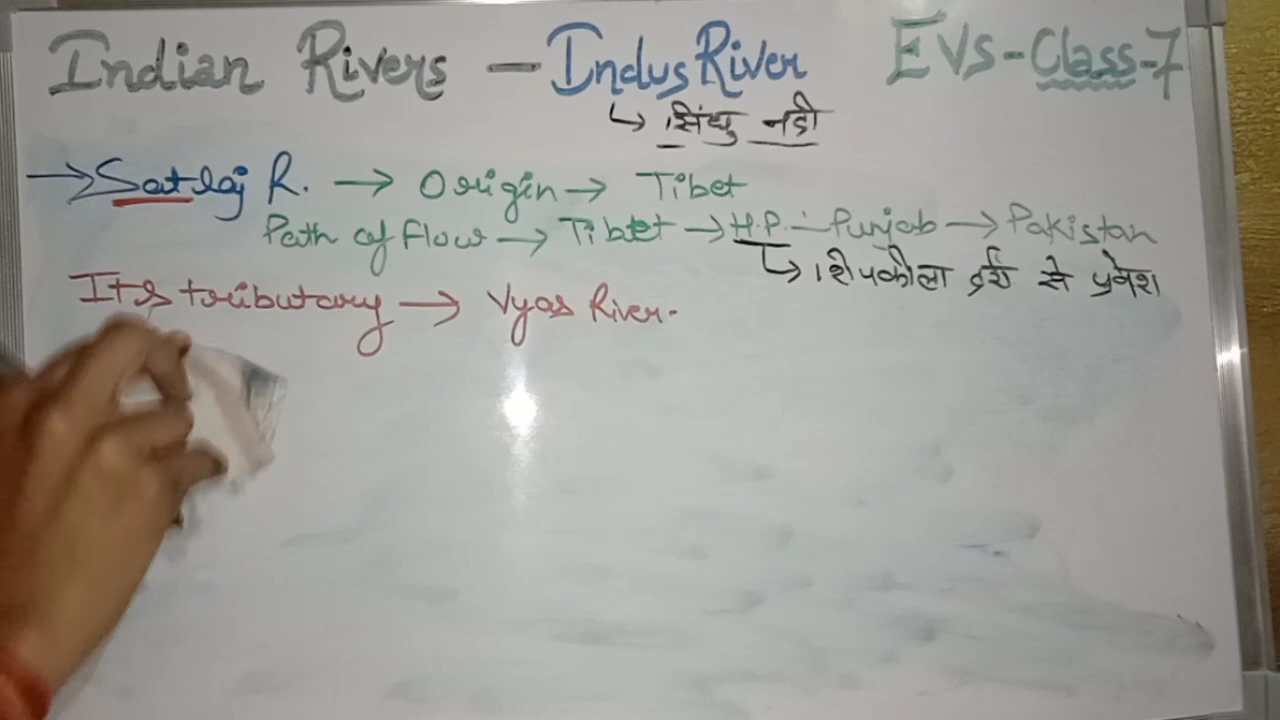 Indian Rivers - Indus River EVS-Class-7
↳ सिंधु नदी
→ Satlaj R. → Origin → Tibet
Path of flow → Tibet → H.P. - Punjab → Pakistan
↳ शिपकीला दर्रा से प्रवेश
Its tributary → Vyas River.